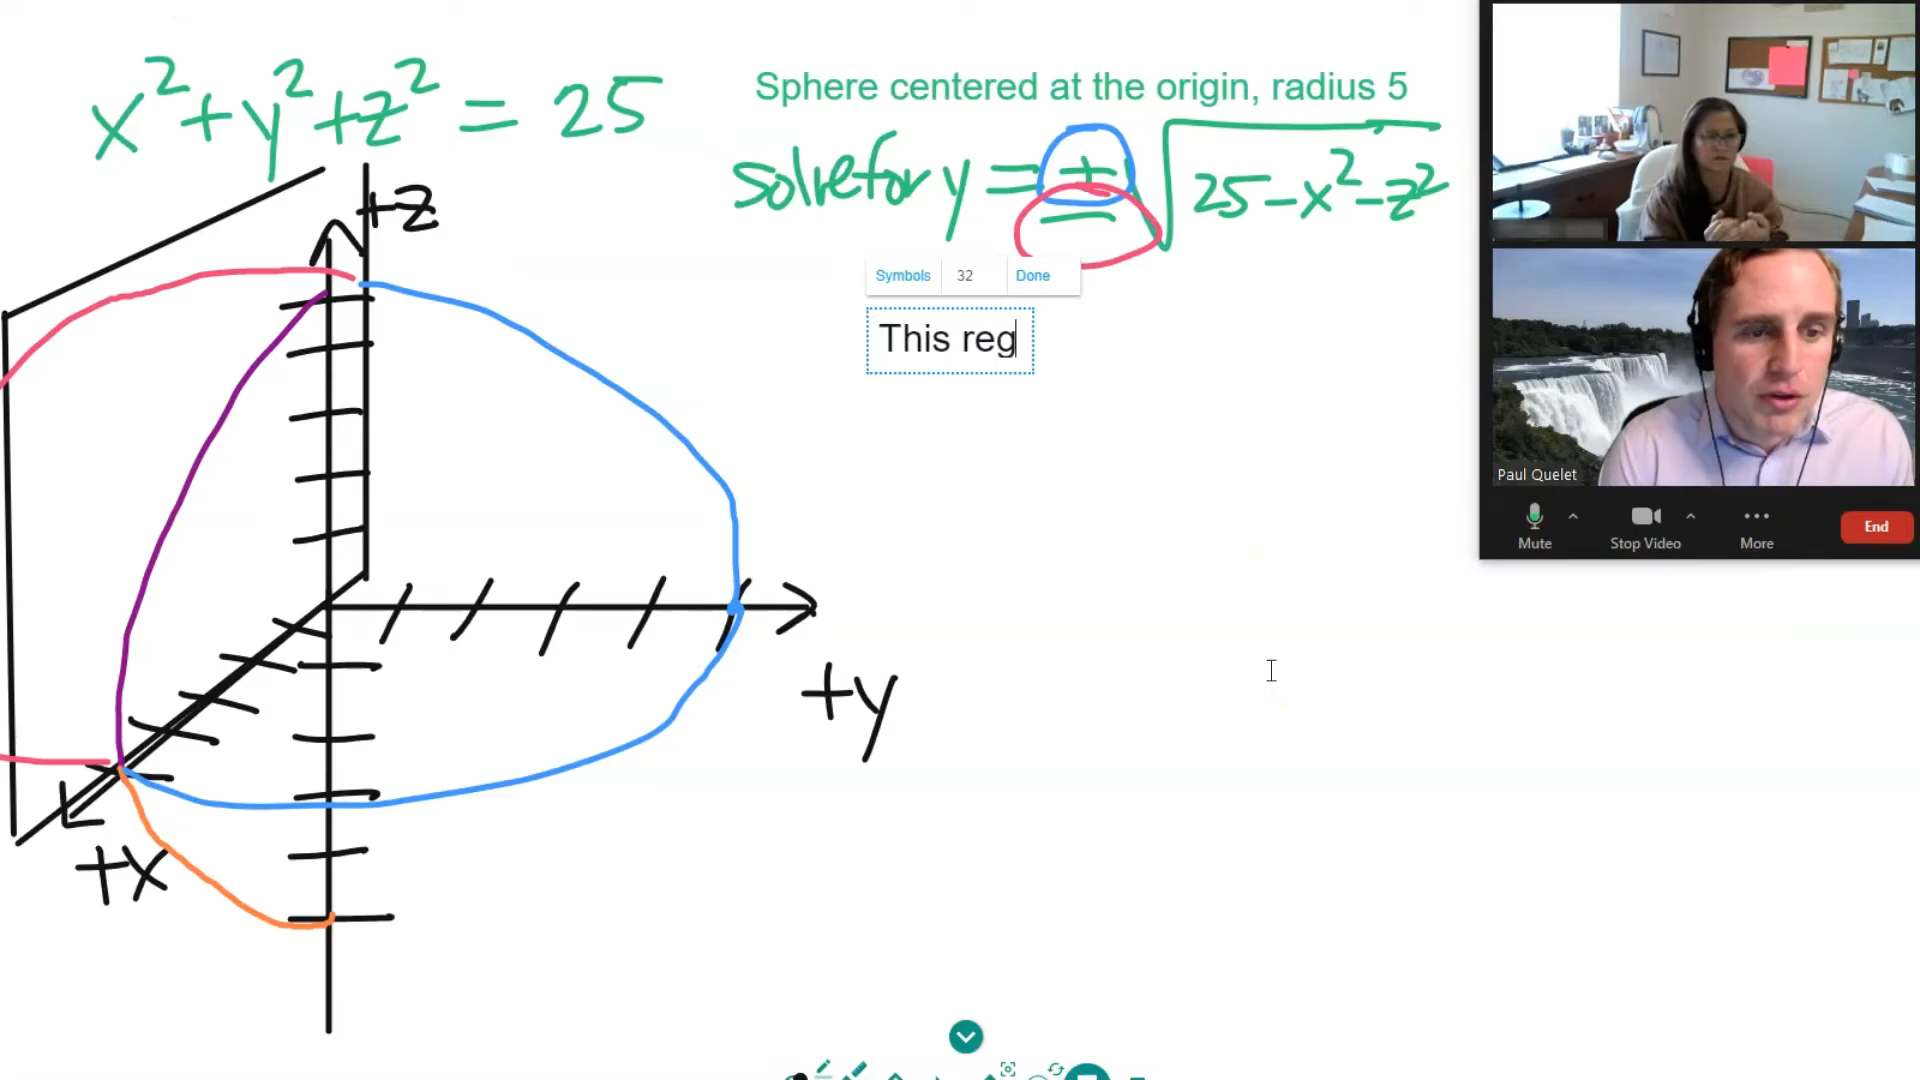 x² + y² + z² = 25
Sphere centered at the origin, radius 5
solve for y = ± √25 - x² - z²
+z
Symbols 32 Done
This reg
+y
+x
Paul Quelet
Mute Stop Video More End